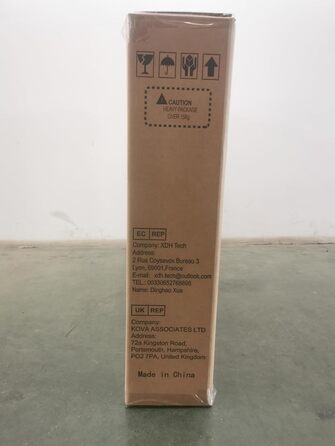 CAUTION
HEAVY PACKAGE
OVER 15Kg
EC REP
Company: XDH Tech
Address:
2 Rue Coysevox Bureau 3
Lyon, 69001,France
E-mail: xdh.tech@outlook.com
TEL.: 00330652768898
Name: Dinghao Xue
UK REP
Company:
KOVA ASSOCIATES LTD
Address:
72a Kingston Road,
Portsmouth, Hampshire,
PO2 7PA, United Kingdom
Made in China